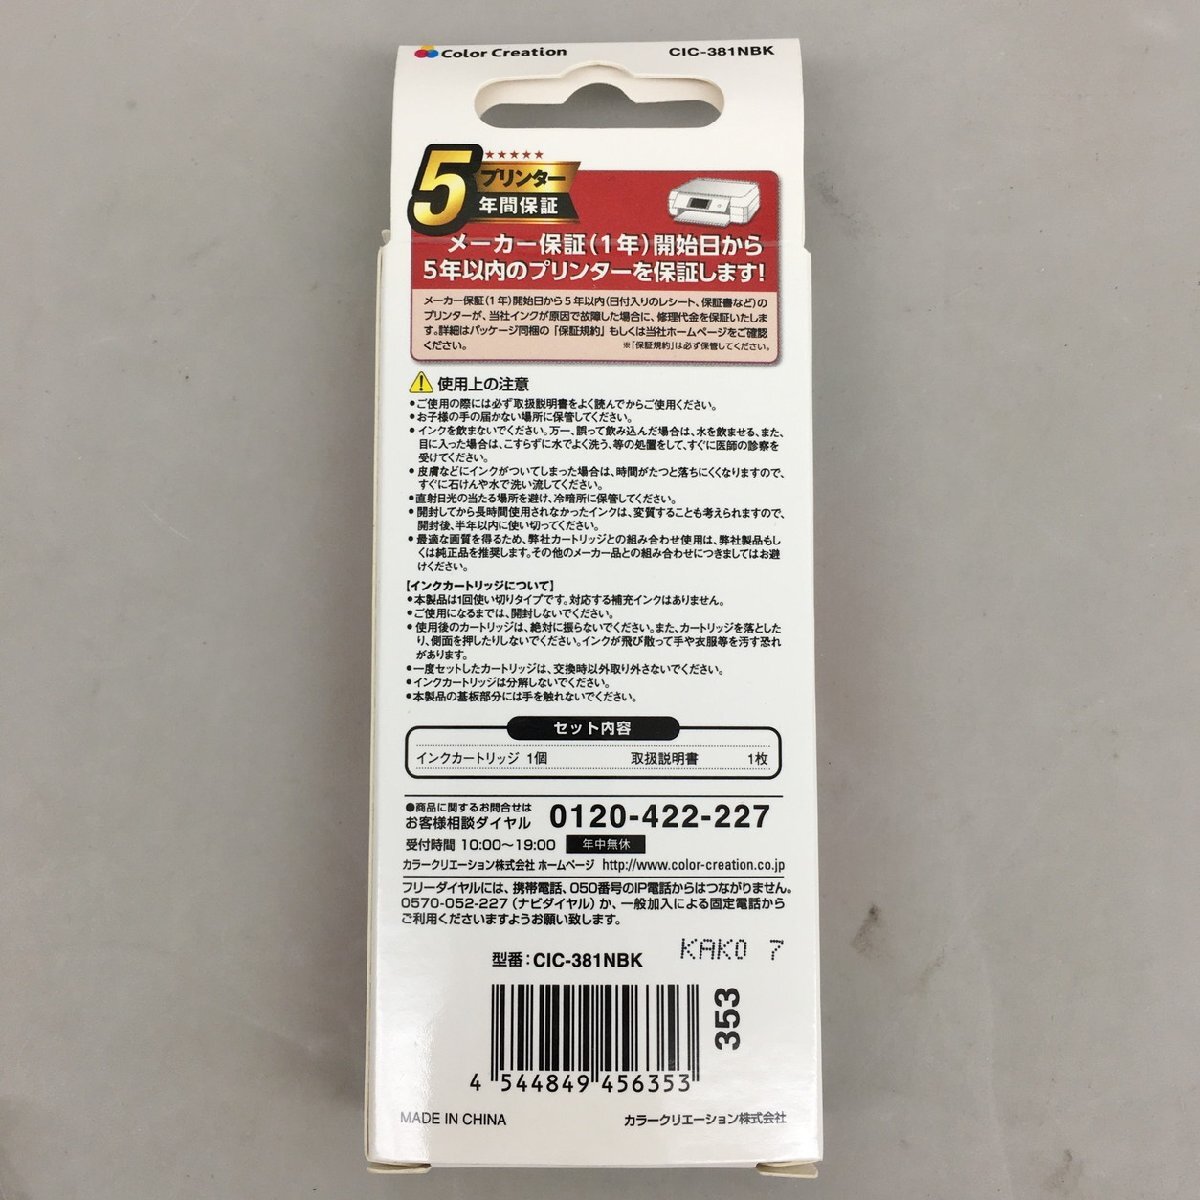 Color Creation CIC-381NBK
★★★★★
5 プリンター
年間保証
メーカー保証(1年)開始日から
5年以内のプリンターを保証します!
メーカー保証(1年)開始日から5年以内(日付入りのレシート、保証書など)の
プリンターが、当社インクが原因で故障した場合に、修理代金を保証いたしま
す。詳細はパッケージ同梱の「保証規約」もしくは当社ホームページをご確認
ください。 ※「保証規約」は必ず保管してください。
使用上の注意
●ご使用の際には必ず取扱説明書をよく読んでからご使用ください。
●お子様の手の届かない場所に保管してください。
●インクを飲まないでください。万一、誤って飲み込んだ場合は、水を飲ませる、また、
目に入った場合は、こすらずに水でよく洗う、等の処置をして、すぐに医師の診察を
受けてください。
●皮膚などにインクがついてしまった場合は、時間がたつと落ちにくくなりますので、
すぐに石けんや水で洗い流してください。
●直射日光の当たる場所を避け、冷暗所に保管してください。
●開封してから長時間使用されなかったインクは、変質することも考えられますので、
開封後、半年以内に使い切ってください。
●最適な画質を得るため、弊社カートリッジとの組み合わせ使用は、弊社製品もし
くは純正品を推奨します。その他のメーカー品との組み合わせにつきましてはお避
けください。
【インクカートリッジについて】
●本製品は1回使い切りタイプです。対応する補充インクはありません。
●ご使用になるまでは、開封しないでください。
●使用後のカートリッジは、絶対に振らないでください。また、カートリッジを落とした
り、側面を押したりしないでください。インクが飛び散って手や衣服等を汚す恐れ
があります。
●一度セットしたカートリッジは、交換時以外取り外さないでください。
●インクカートリッジは分解しないでください。
●本製品の基板部分には手を触れないでください。
セット内容
インクカートリッジ 1個 取扱説明書 1枚
●商品に関するお問合せは
お客様相談ダイヤル 0120-422-227
受付時間 10:00～19:00 年中無休
カラークリエーション株式会社 ホームページ http://www.color-creation.co.jp
フリーダイヤルには、携帯電話、050番号のIP電話からはつながりません。
0570-052-227(ナビダイヤル)か、一般加入による固定電話から
ご利用くださいますようお願い致します。
KAKO 7
型番:CIC-381NBK
353
4 544849 456353
MADE IN CHINA カラークリエーション株式会社